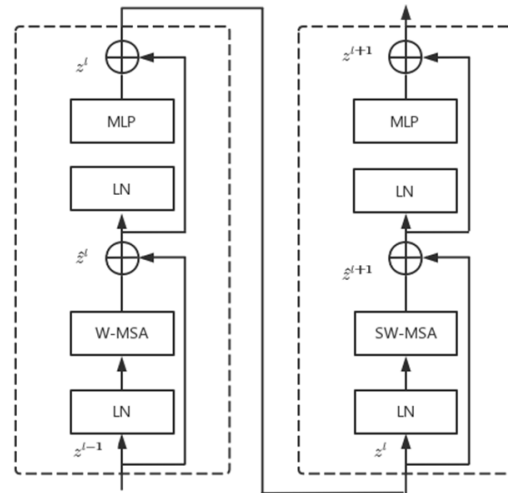 z^l
MLP
LN
ẑ^l
W-MSA
LN
z^{l-1}
z^{l+1}
MLP
LN
ẑ^{l+1}
SW-MSA
LN
z^l